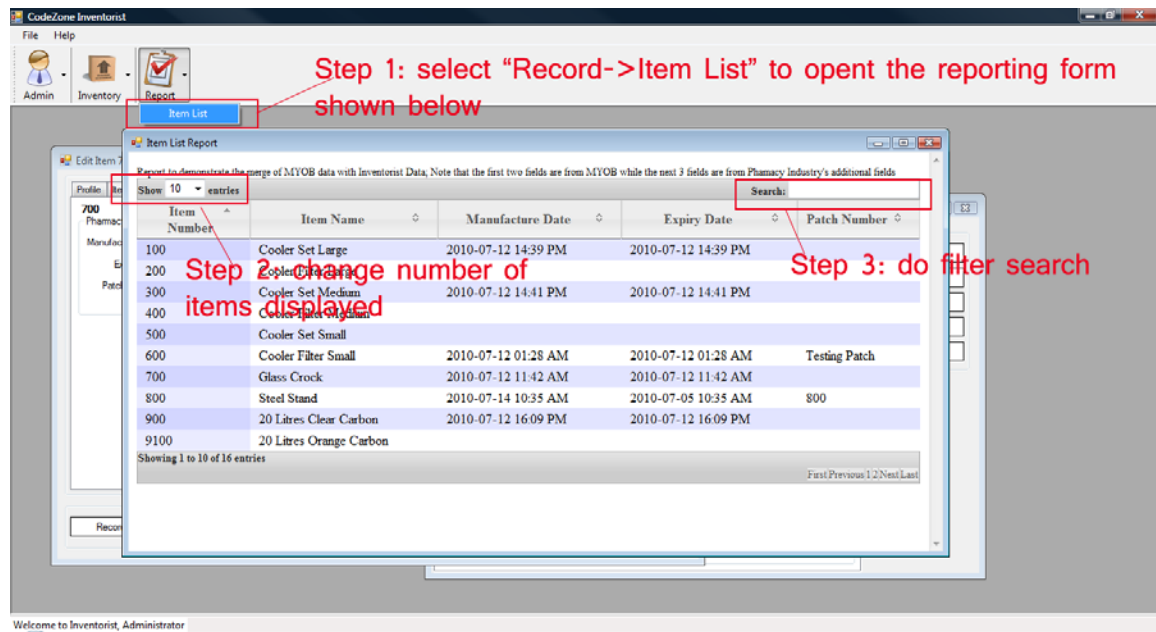 CodeZone Inventorist
File Help
Admin Inventory Report
Step 1: select “Record->Item List” to opent the reporting form
shown below
Item List
Item List Report
Edit Item 7
Report to demonstrate the merge of MYOB data with Inventorist Data; Note that the first two fields are from MYOB while the next 3 fields are from Phamacy Industry's additional fields
Profile
Show 10 entries Search:
700
Item Number Item Name Manufacture Date Expiry Date Patch Number
100 Cooler Set Large 2010-07-12 14:39 PM 2010-07-12 14:39 PM
Step 2: change number of
items displayed
Step 3: do filter search
200 Cooler Filter Large
300 Cooler Set Medium 2010-07-12 14:41 PM 2010-07-12 14:41 PM
400 Cooler Filter Medium
500 Cooler Set Small
600 Cooler Filter Small 2010-07-12 01:28 AM 2010-07-12 01:28 AM Testing Patch
700 Glass Crock 2010-07-12 11:42 AM 2010-07-12 11:42 AM
800 Steel Stand 2010-07-14 10:35 AM 2010-07-05 10:35 AM 800
900 20 Litres Clear Carbon 2010-07-12 16:09 PM 2010-07-12 16:09 PM
9100 20 Litres Orange Carbon
Showing 1 to 10 of 16 entries
First Previous 1 2 Next Last
Welcome to Inventorist, Administrator